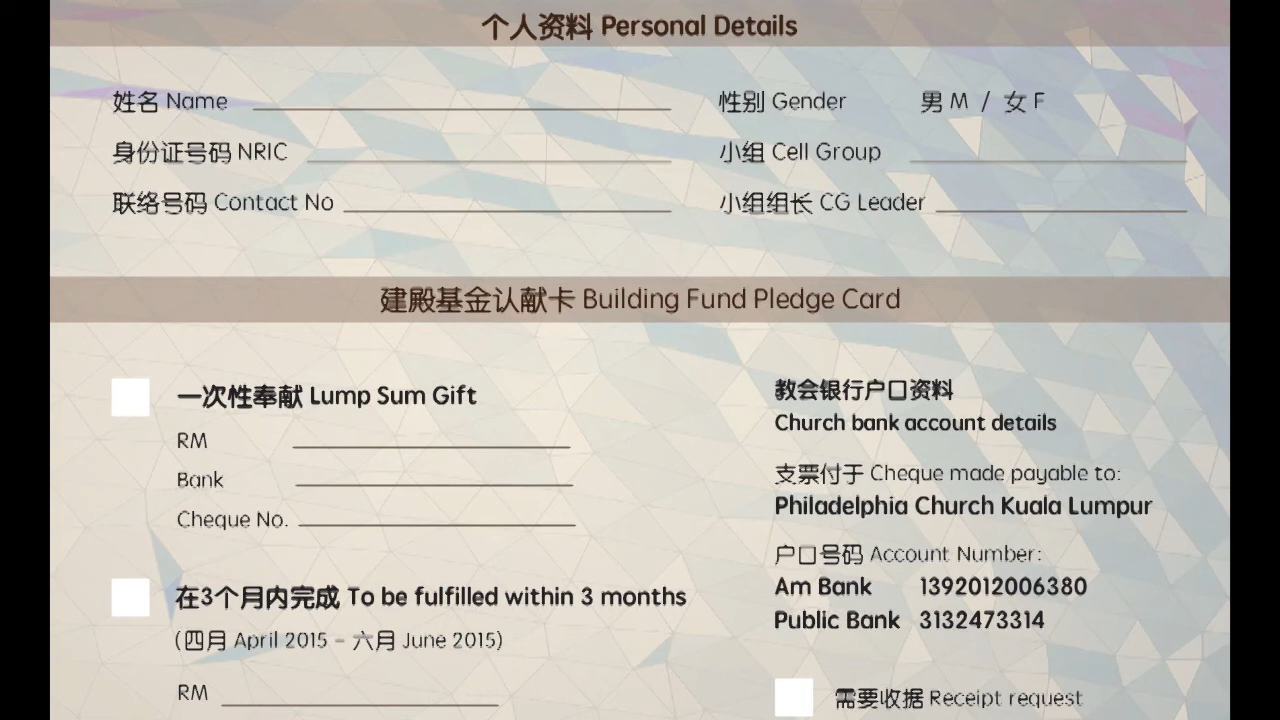 个人资料 Personal Details
姓名 Name
性别 Gender 男 M / 女 F
身份证号码 NRIC
小组 Cell Group
联络号码 Contact No
小组组长 CG Leader
建殿基金认献卡 Building Fund Pledge Card
一次性奉献 Lump Sum Gift
RM
Bank
Cheque No.
在3个月内完成 To be fulfilled within 3 months
(四月 April 2015 - 六月 June 2015)
RM
教会银行户口资料
Church bank account details
支票付于 Cheque made payable to:
Philadelphia Church Kuala Lumpur
户口号码 Account Number:
Am Bank 1392012006380
Public Bank 3132473314
需要收据 Receipt request